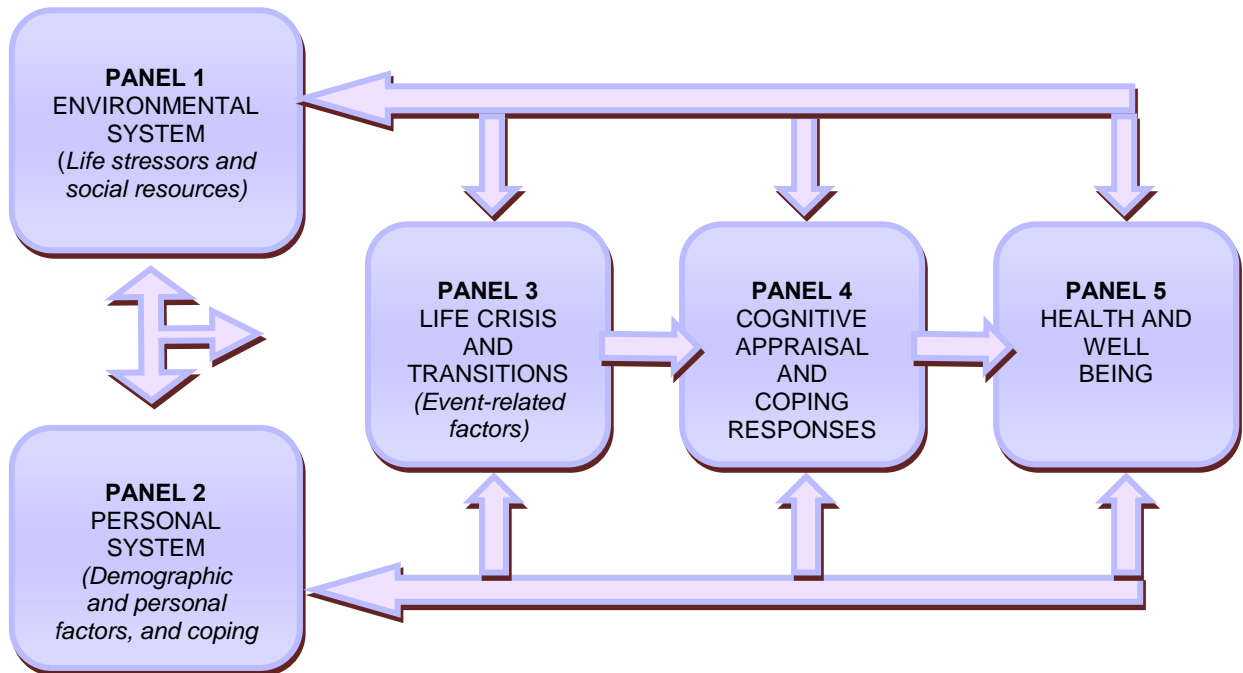 PANEL 1
ENVIRONMENTAL
SYSTEM
(Life stressors and
social resources)
PANEL 3
LIFE CRISIS
AND
TRANSITIONS
(Event-related
factors)
PANEL 4
COGNITIVE
APPRAISAL
AND
COPING
RESPONSES
PANEL 5
HEALTH AND
WELL
BEING
PANEL 2
PERSONAL
SYSTEM
(Demographic
and personal
factors, and coping